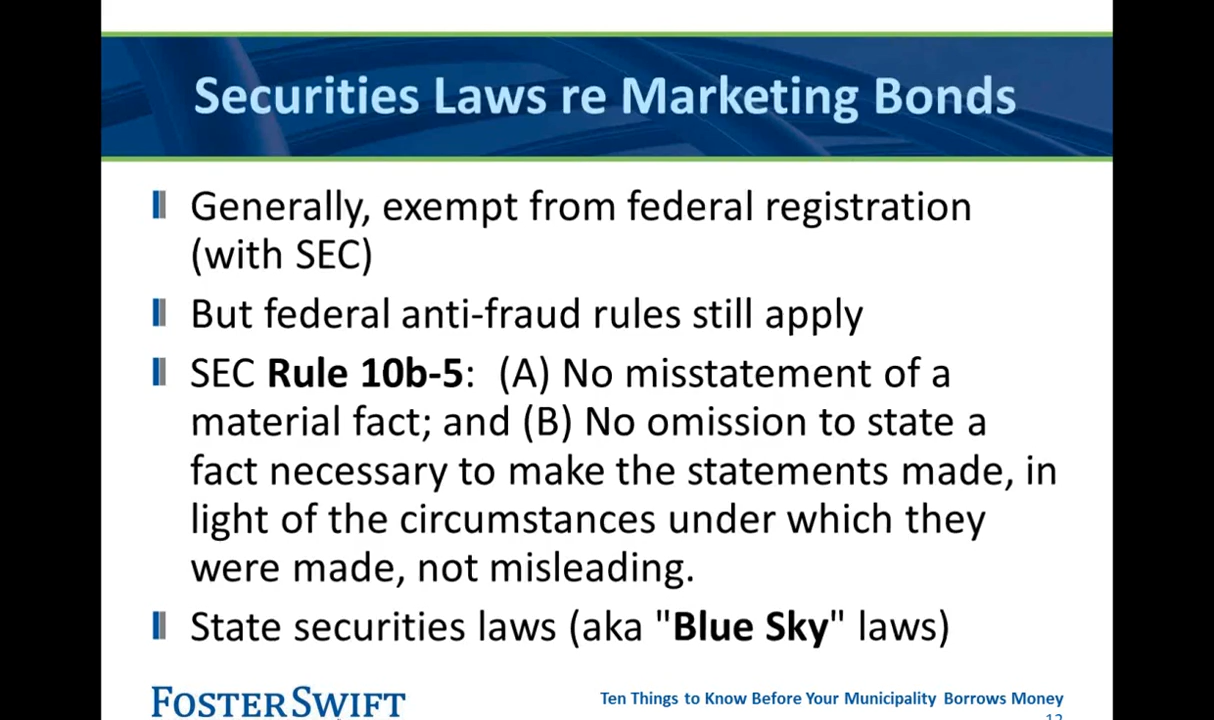 Securities Laws re Marketing Bonds
Generally, exempt from federal registration
(with SEC)
But federal anti-fraud rules still apply
SEC Rule 10b-5:  (A) No misstatement of a
material fact; and (B) No omission to state a
fact necessary to make the statements made, in
light of the circumstances under which they
were made, not misleading.
State securities laws (aka "Blue Sky" laws)
FOSTER SWIFT
Ten Things to Know Before Your Municipality Borrows Money
12